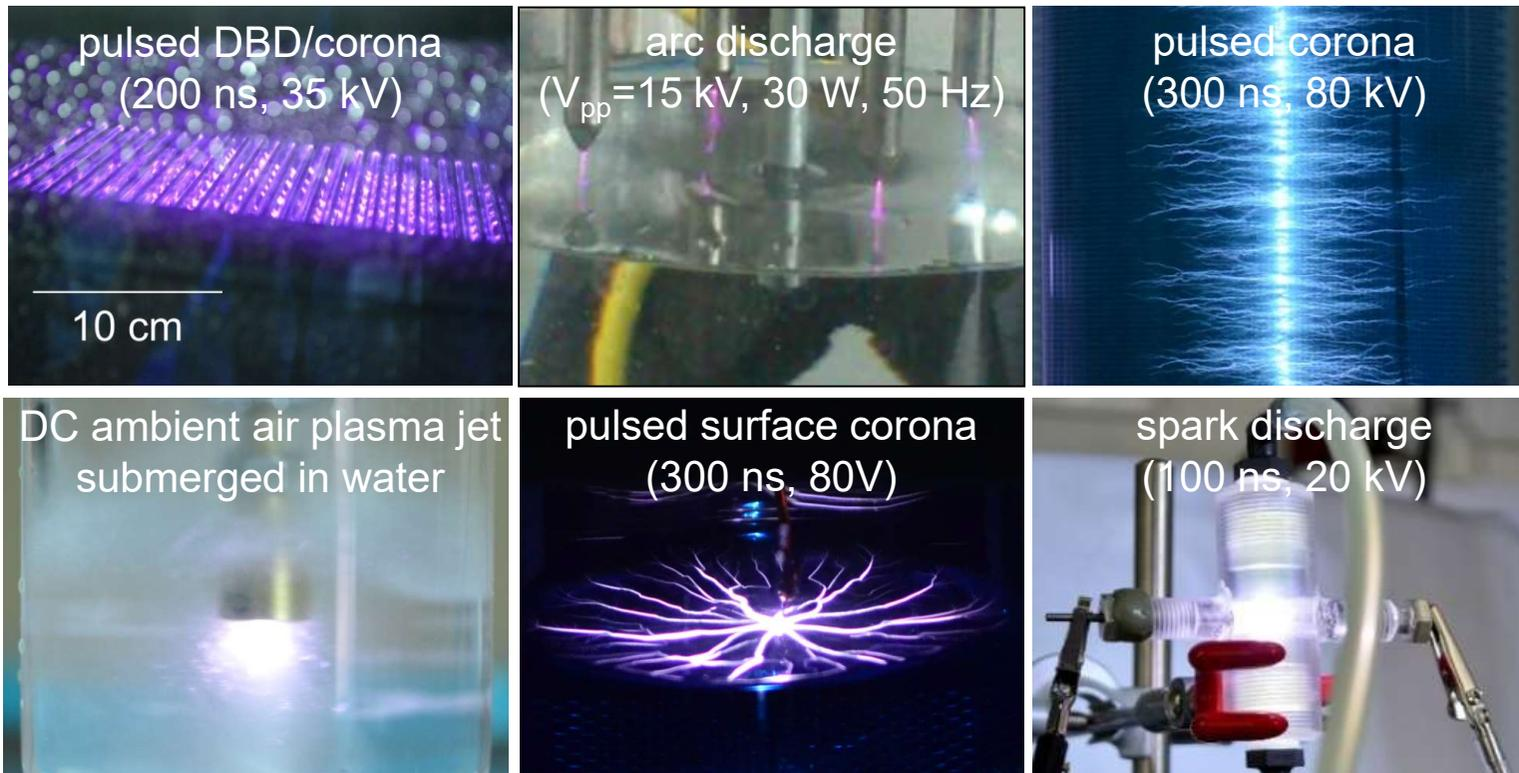 pulsed DBD/corona
(200 ns, 35 kV)
10 cm
arc discharge
(Vpp=15 kV, 30 W, 50 Hz)
pulsed corona
(300 ns, 80 kV)
DC ambient air plasma jet
submerged in water
pulsed surface corona
(300 ns, 80V)
spark discharge
(100 ns, 20 kV)